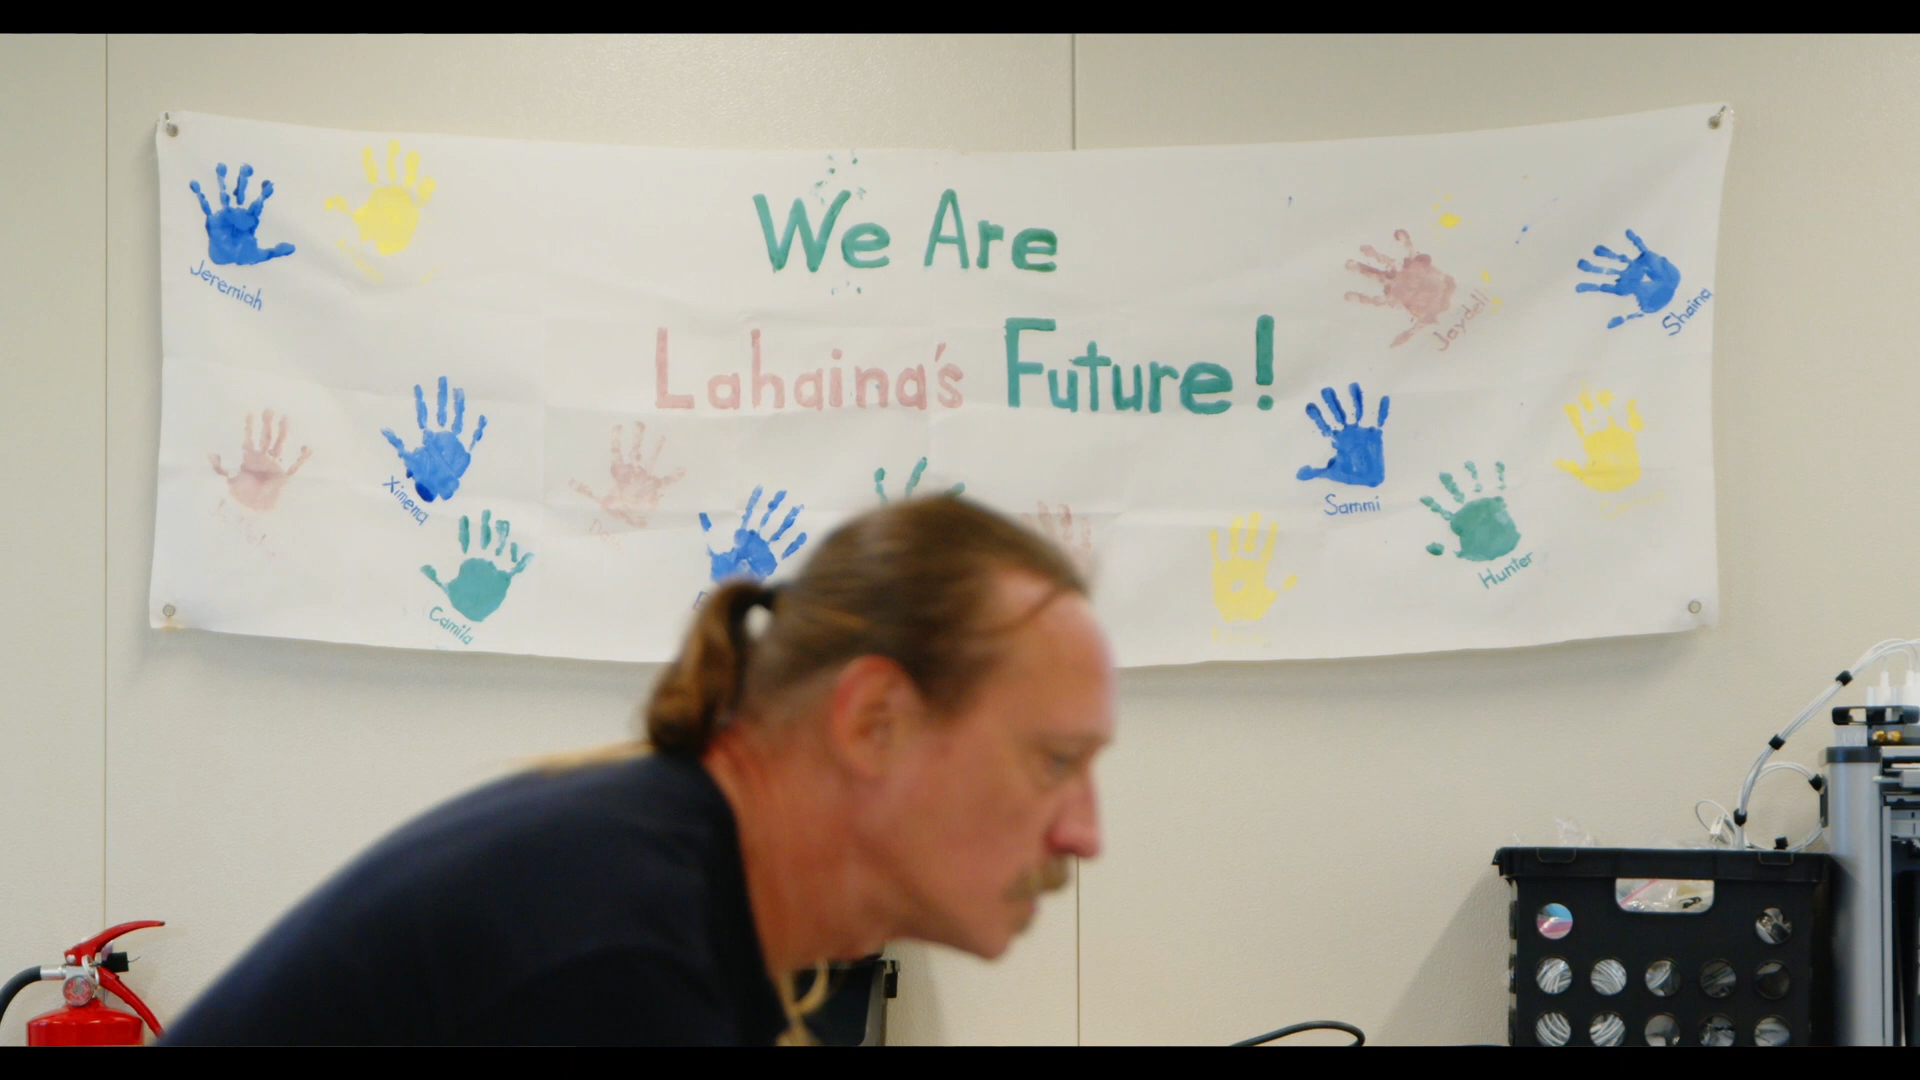 We Are
Lahaina's Future!
Jeremiah
Jaydell
Shaina
Ximena
Sammi
Hunter
Camila